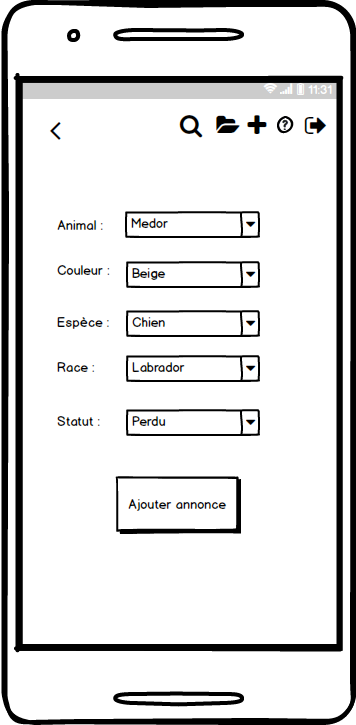 11:31
Animal : Medor
Couleur : Beige
Espèce : Chien
Race : Labrador
Statut : Perdu
Ajouter annonce